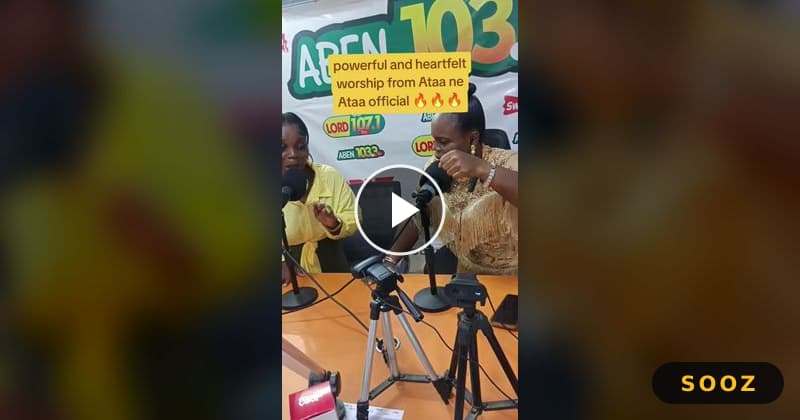 ABEN 103.
powerful and heartfelt
worship from Ataa ne
Ataa official 🔥🔥🔥
LORD 107.1
ABEN 103.3
LORD
SOOZ